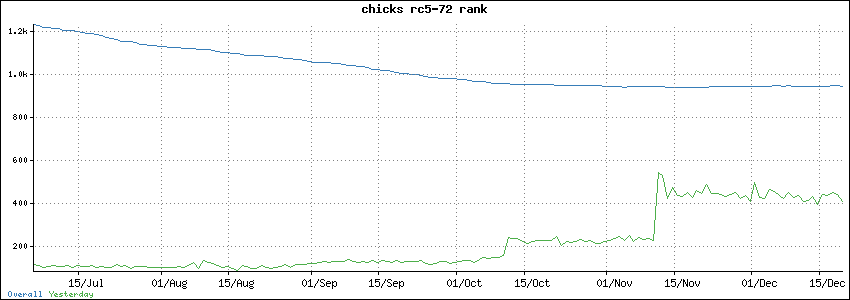 chicks rc5-72 rank
1.2k
1.0k
800
600
400
200
15/Jul 01/Aug 15/Aug 01/Sep 15/Sep 01/Oct 15/Oct 01/Nov 15/Nov 01/Dec 15/Dec
Overall Yesterday